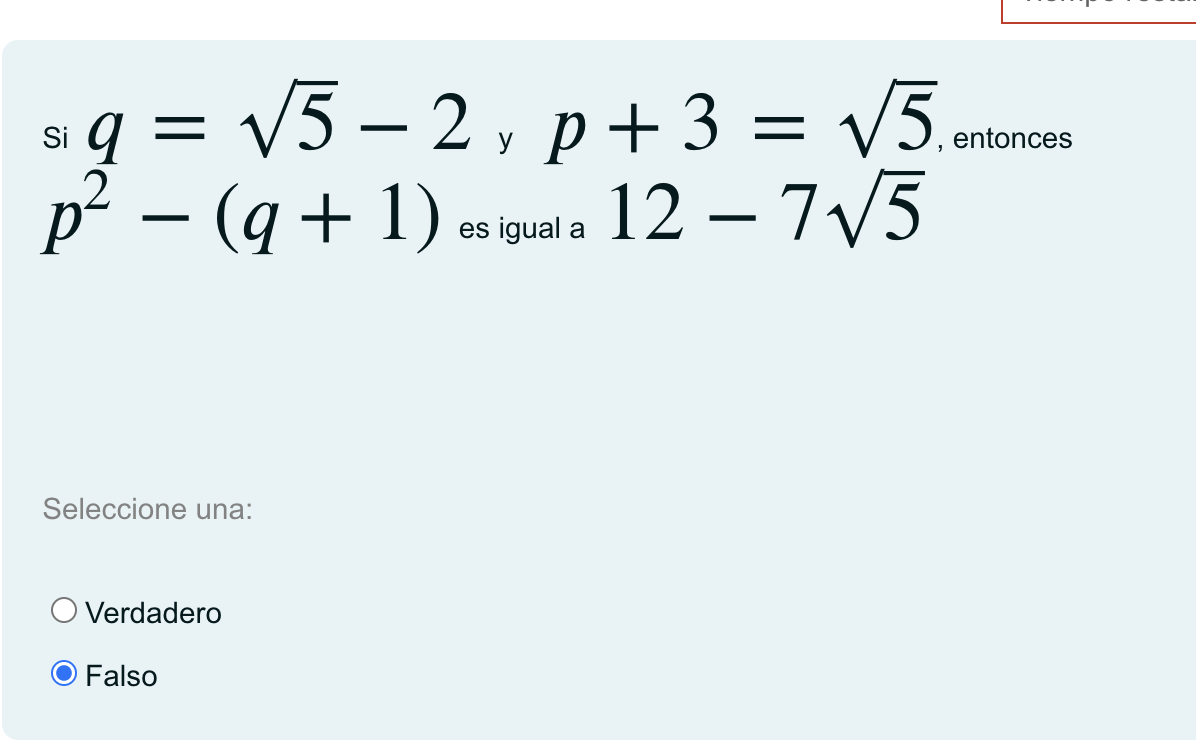 Si q = √5 − 2 y p + 3 = √5, entonces
p² − (q + 1) es igual a 12 − 7√5
Seleccione una:
Verdadero
Falso